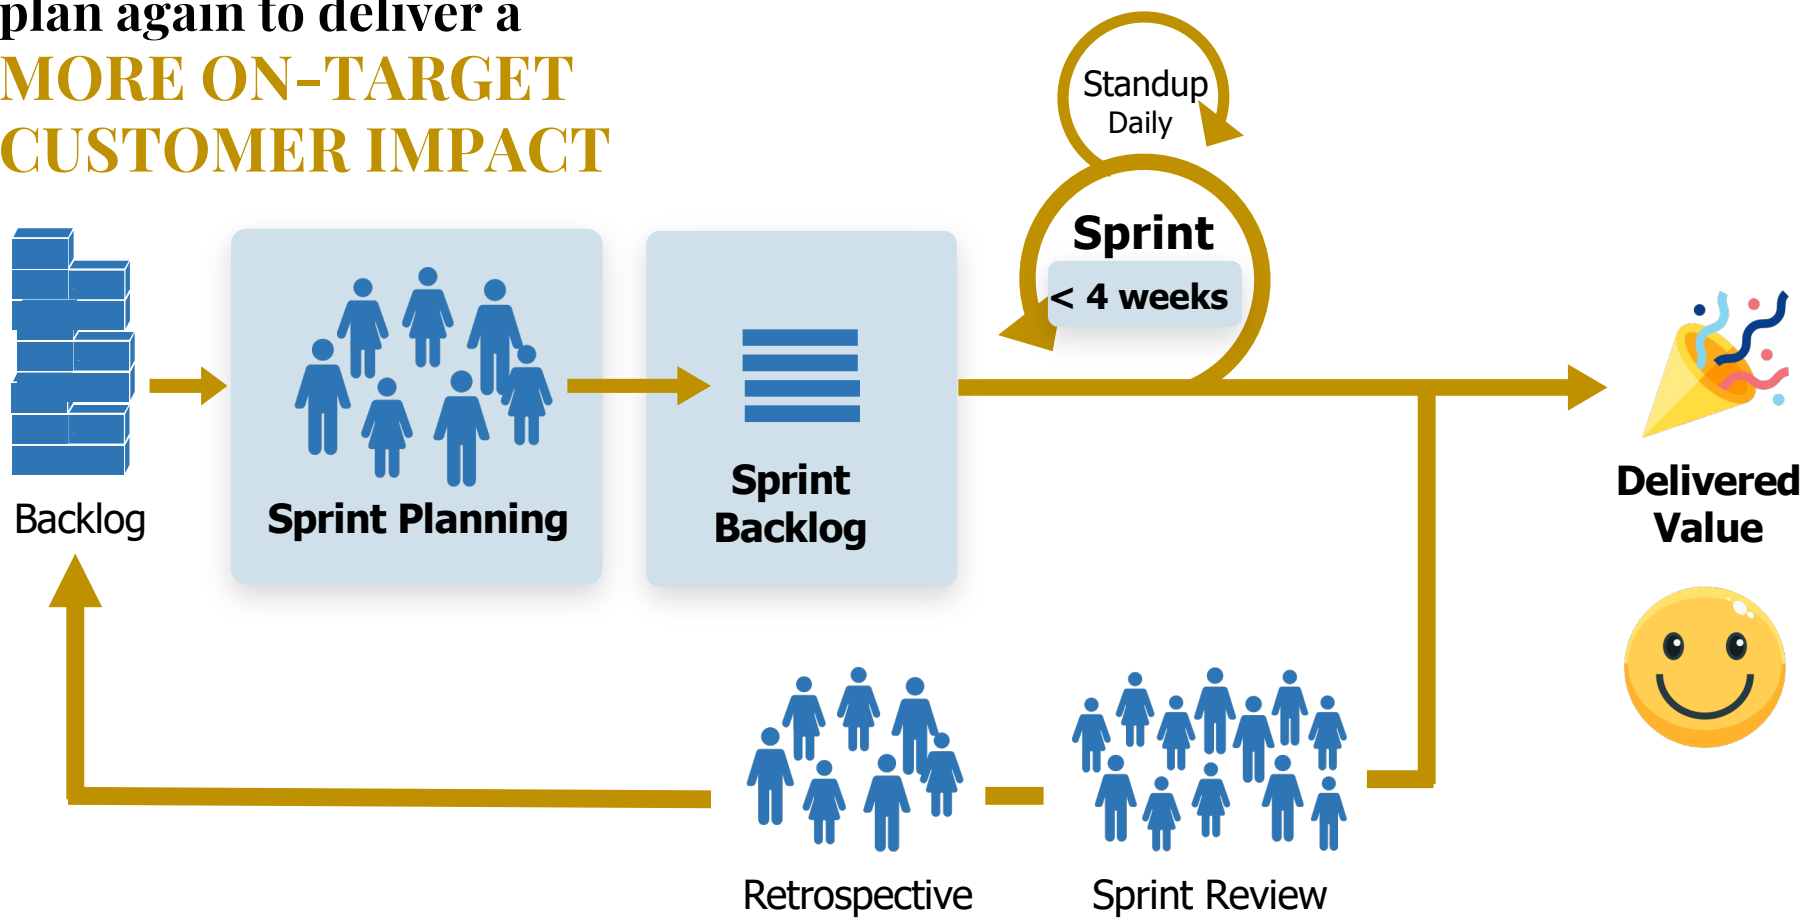 plan again to deliver a
MORE ON-TARGET
CUSTOMER IMPACT
Standup
Daily
Sprint
< 4 weeks
Backlog
Sprint Planning
Sprint
Backlog
Delivered
Value
Retrospective
Sprint Review